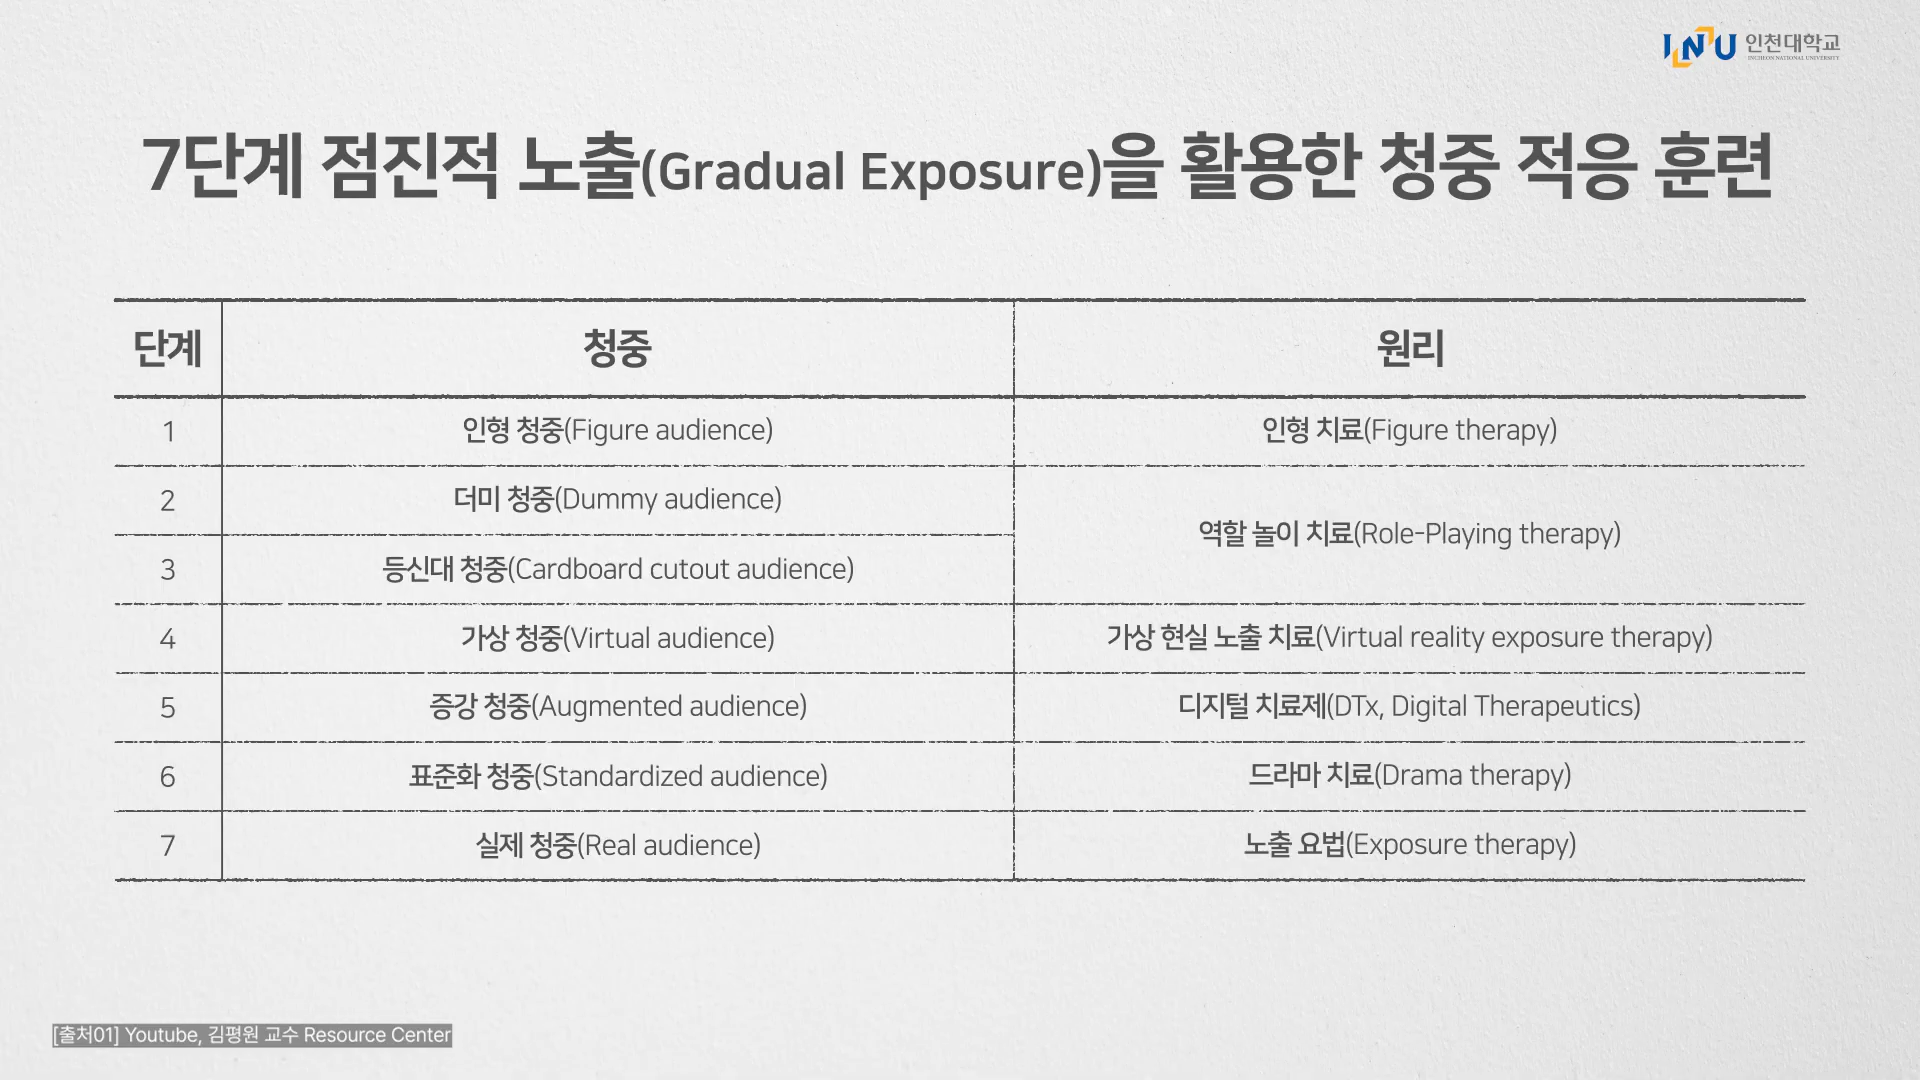 INU 인천대학교
INCHEON NATIONAL UNIVERSITY
7단계 점진적 노출(Gradual Exposure)을 활용한 청중 적응 훈련
단계 청중 원리
1 인형 청중(Figure audience) 인형 치료(Figure therapy)
2 더미 청중(Dummy audience)
역할 놀이 치료(Role-Playing therapy)
3 등신대 청중(Cardboard cutout audience)
4 가상 청중(Virtual audience) 가상 현실 노출 치료(Virtual reality exposure therapy)
5 증강 청중(Augmented audience) 디지털 치료제(DTx, Digital Therapeutics)
6 표준화 청중(Standardized audience) 드라마 치료(Drama therapy)
7 실제 청중(Real audience) 노출 요법(Exposure therapy)
[출처01] Youtube, 김평원 교수 Resource Center